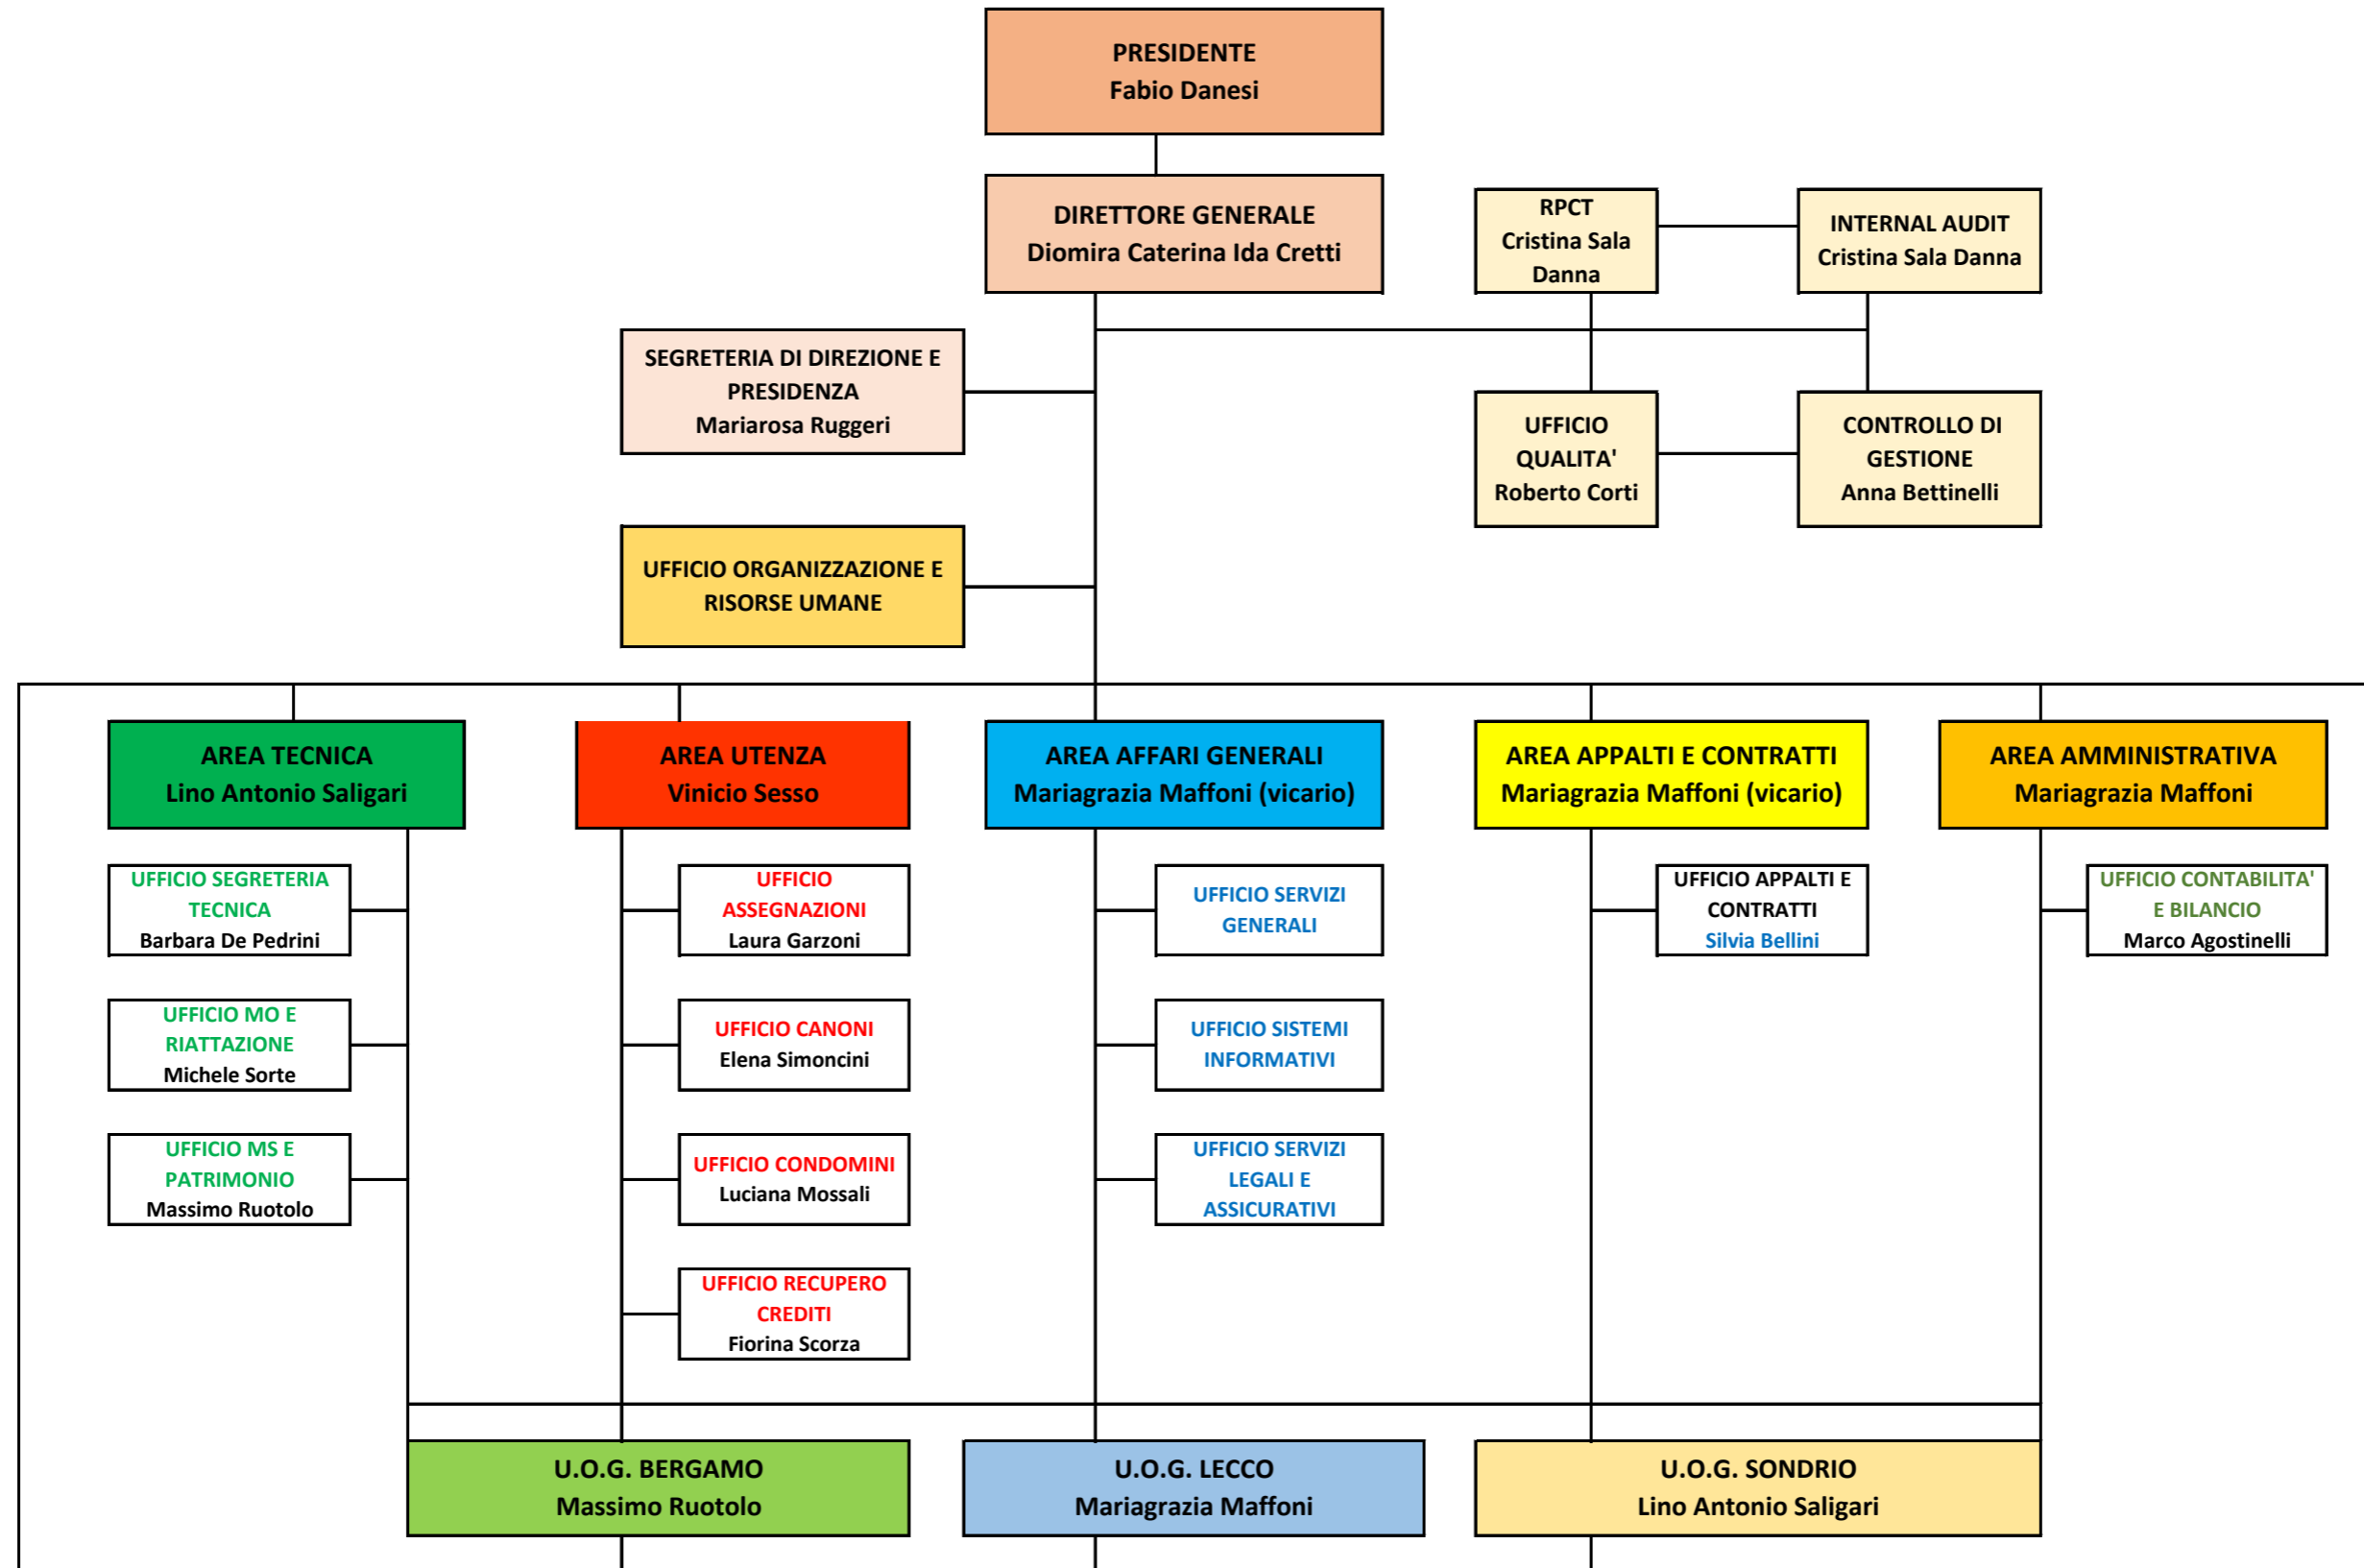 PRESIDENTE
Fabio Danesi
DIRETTORE GENERALE
Diomira Caterina Ida Cretti
RPCT
Cristina Sala
Danna
INTERNAL AUDIT
Cristina Sala Danna
SEGRETERIA DI DIREZIONE E
PRESIDENZA
Mariarosa Ruggeri
UFFICIO
QUALITA'
Roberto Corti
CONTROLLO DI
GESTIONE
Anna Bettinelli
UFFICIO ORGANIZZAZIONE E
RISORSE UMANE
AREA TECNICA
Lino Antonio Saligari
AREA UTENZA
Vinicio Sesso
AREA AFFARI GENERALI
Mariagrazia Maffoni (vicario)
AREA APPALTI E CONTRATTI
Mariagrazia Maffoni (vicario)
AREA AMMINISTRATIVA
Mariagrazia Maffoni
UFFICIO SEGRETERIA
TECNICA
Barbara De Pedrini
UFFICIO
ASSEGNAZIONI
Laura Garzoni
UFFICIO SERVIZI
GENERALI
UFFICIO APPALTI E
CONTRATTI
Silvia Bellini
UFFICIO CONTABILITA'
E BILANCIO
Marco Agostinelli
UFFICIO MO E
RIATTAZIONE
Michele Sorte
UFFICIO CANONI
Elena Simoncini
UFFICIO SISTEMI
INFORMATIVI
UFFICIO MS E
PATRIMONIO
Massimo Ruotolo
UFFICIO CONDOMINI
Luciana Mossali
UFFICIO SERVIZI
LEGALI E
ASSICURATIVI
UFFICIO RECUPERO
CREDITI
Fiorina Scorza
U.O.G. BERGAMO
Massimo Ruotolo
U.O.G. LECCO
Mariagrazia Maffoni
U.O.G. SONDRIO
Lino Antonio Saligari